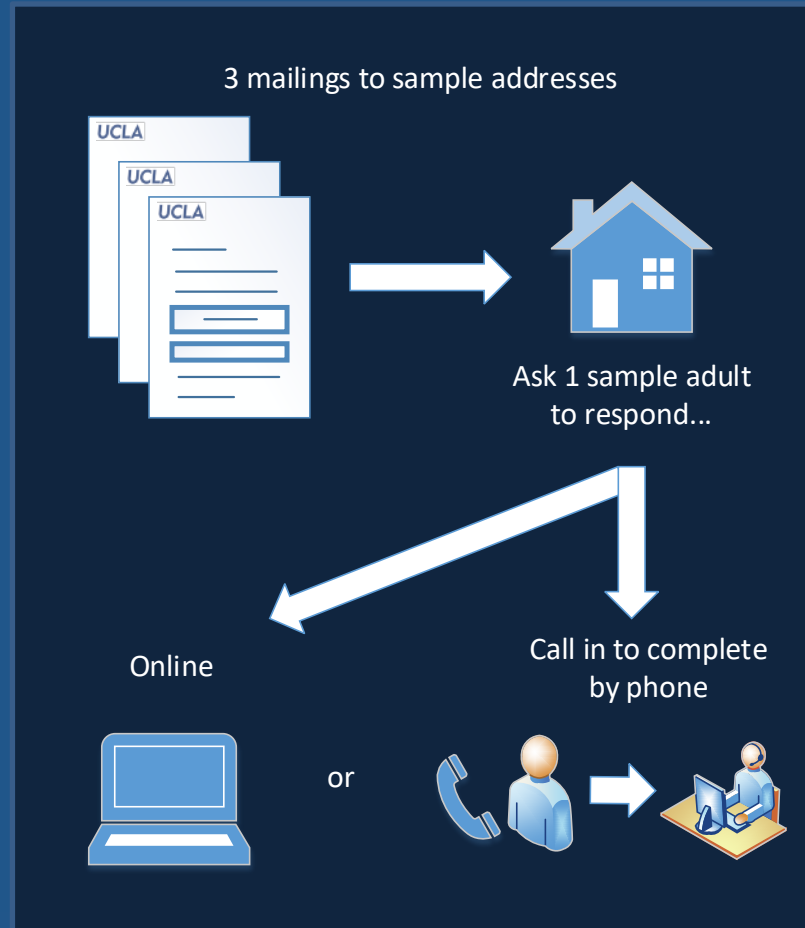 3 mailings to sample addresses
UCLA
UCLA
UCLA
Ask 1 sample adult
to respond...
Online
Call in to complete
by phone
or